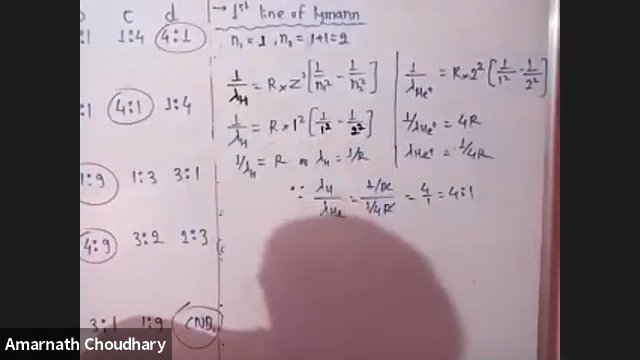 c d
:1 1:4 4:1
:1 4:1 1:4
1:9 1:3 3:1
4:9 3:2 2:3
3:1 1:9 CND
→ 1st line of lymann
n₁ = 1, n₂ = 1+1 = 2
1/λH = R × Z² [1/n₁² - 1/n₂²]
1/λH = R × 1² [1/1² - 1/2²]
1/λH = R or λH = 1/R
1/λHe⁺ = R × 2² [1/1² - 1/2²]
1/λHe⁺ = 4R
λHe⁺ = 1/4R
∵ λH/λHe = 1/R / 1/4R = 4/1 = 4:1
Amarnath Choudhary